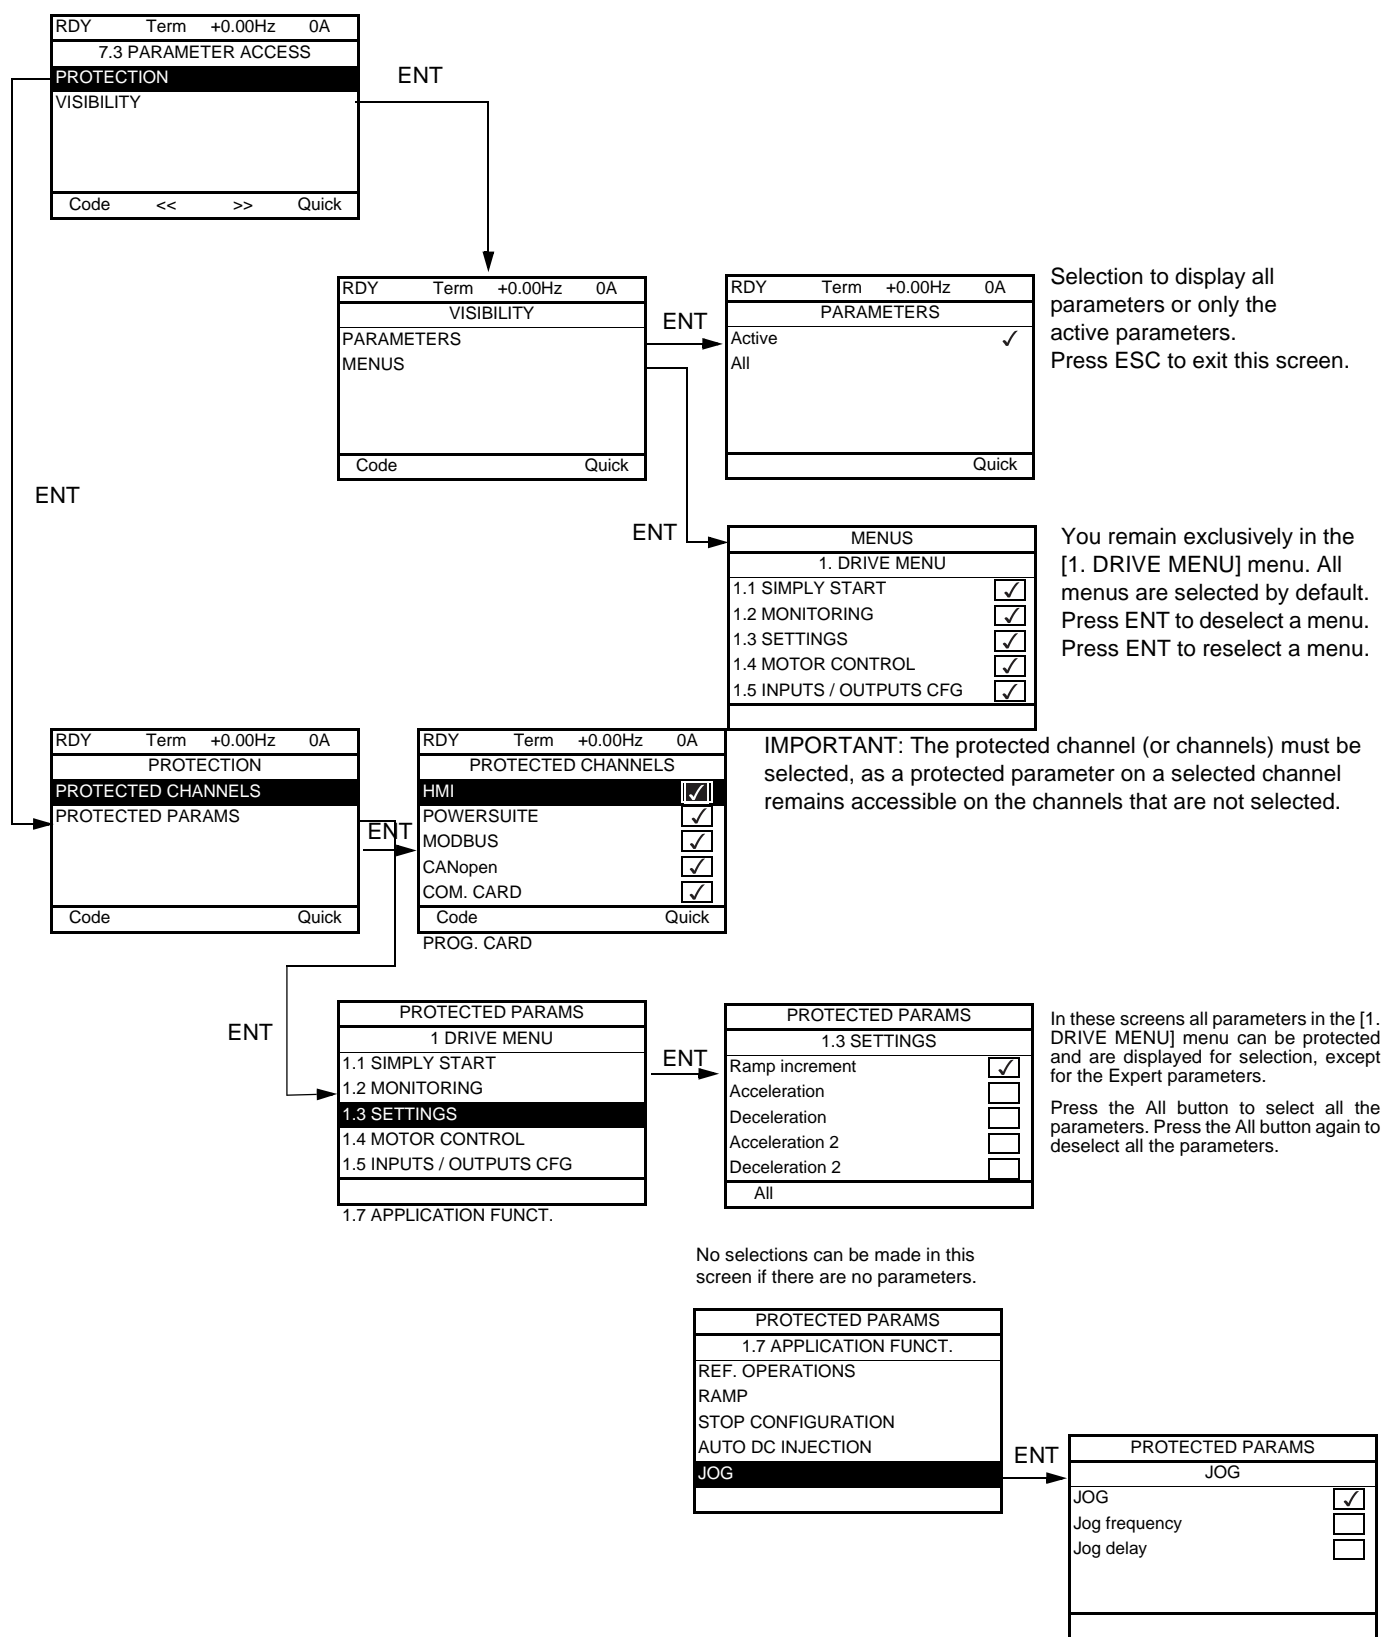 RDY Term +0.00Hz 0A
7.3 PARAMETER ACCESS
PROTECTION
VISIBILITY
Code << >> Quick
ENT
RDY Term +0.00Hz 0A
VISIBILITY
PARAMETERS
MENUS
Code Quick
ENT
RDY Term +0.00Hz 0A
PARAMETERS
Active ✓
All
Quick
Selection to display all
parameters or only the
active parameters.
Press ESC to exit this screen.
ENT
ENT
MENUS
1. DRIVE MENU
1.1 SIMPLY START ✓
1.2 MONITORING ✓
1.3 SETTINGS ✓
1.4 MOTOR CONTROL ✓
1.5 INPUTS / OUTPUTS CFG ✓
You remain exclusively in the
[1. DRIVE MENU] menu. All
menus are selected by default.
Press ENT to deselect a menu.
Press ENT to reselect a menu.
RDY Term +0.00Hz 0A
PROTECTION
PROTECTED CHANNELS
PROTECTED PARAMS
Code Quick
ENT
RDY Term +0.00Hz 0A
PROTECTED CHANNELS
HMI ✓
POWERSUITE ✓
MODBUS ✓
CANopen ✓
COM. CARD ✓
Code Quick
PROG. CARD
IMPORTANT: The protected channel (or channels) must be
selected, as a protected parameter on a selected channel
remains accessible on the channels that are not selected.
ENT
PROTECTED PARAMS
1 DRIVE MENU
1.1 SIMPLY START
1.2 MONITORING
1.3 SETTINGS
1.4 MOTOR CONTROL
1.5 INPUTS / OUTPUTS CFG
1.7 APPLICATION FUNCT.
ENT
PROTECTED PARAMS
1.3 SETTINGS
Ramp increment ✓
Acceleration
Deceleration
Acceleration 2
Deceleration 2
All
In these screens all parameters in the [1.
DRIVE MENU] menu can be protected
and are displayed for selection, except
for the Expert parameters.
Press the All button to select all the
parameters. Press the All button again to
deselect all the parameters.
No selections can be made in this
screen if there are no parameters.
PROTECTED PARAMS
1.7 APPLICATION FUNCT.
REF. OPERATIONS
RAMP
STOP CONFIGURATION
AUTO DC INJECTION
JOG
ENT
PROTECTED PARAMS
JOG
JOG ✓
Jog frequency
Jog delay